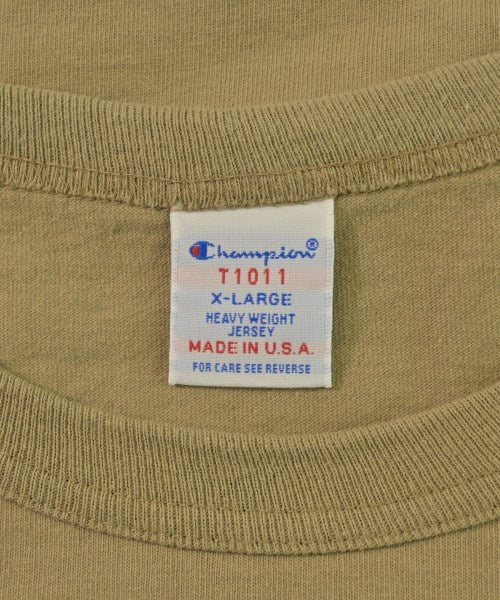 Champion®
T1011
X-LARGE
HEAVY WEIGHT
JERSEY
MADE IN U.S.A.
FOR CARE SEE REVERSE